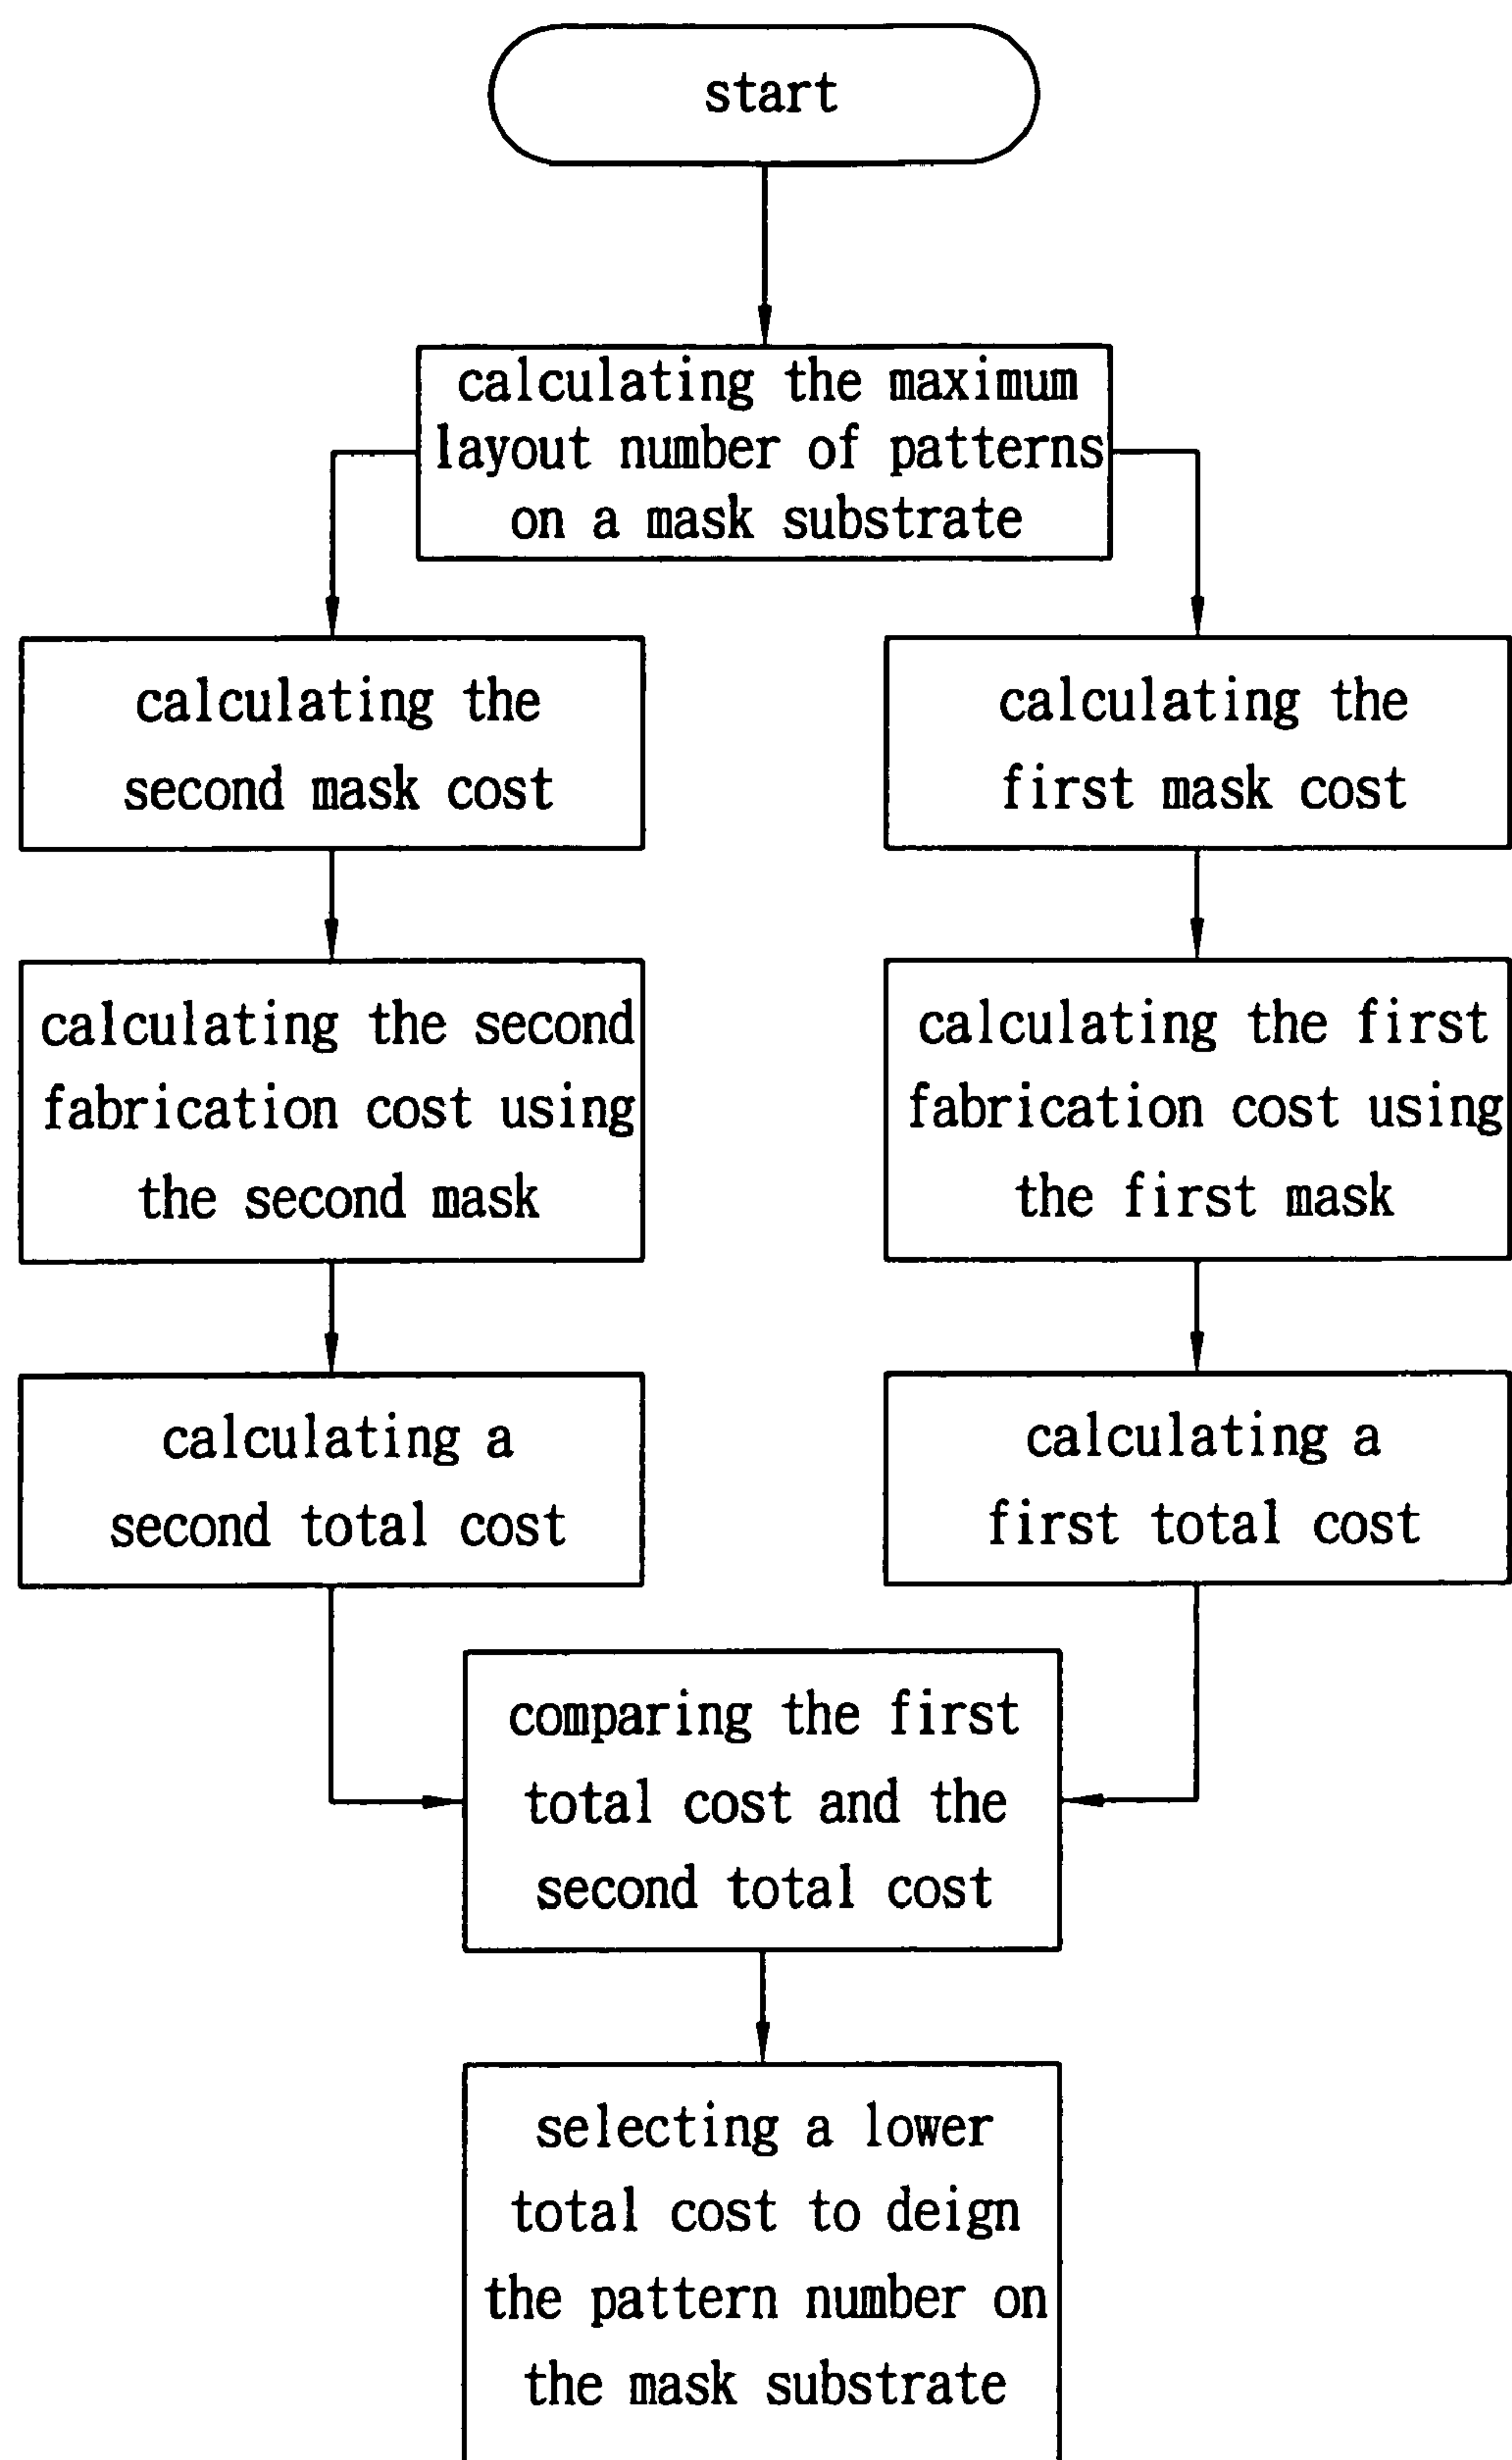 start
calculating the maximum
layout number of patterns
on a mask substrate
calculating the
second mask cost
calculating the
first mask cost
calculating the second
fabrication cost using
the second mask
calculating the first
fabrication cost using
the first mask
calculating a
second total cost
calculating a
first total cost
comparing the first
total cost and the
second total cost
selecting a lower
total cost to deign
the pattern number on
the mask substrate